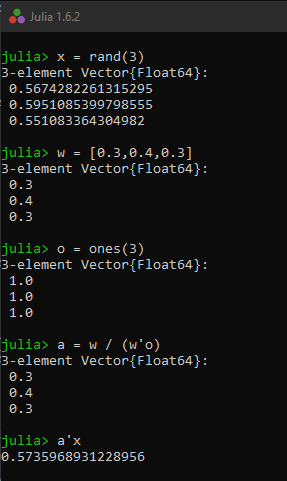 Julia 1.6.2
julia> x = rand(3)
3-element Vector{Float64}:
 0.5674282261315295
 0.5951085399798555
 0.551083364304982
julia> w = [0.3,0.4,0.3]
3-element Vector{Float64}:
 0.3
 0.4
 0.3
julia> o = ones(3)
3-element Vector{Float64}:
 1.0
 1.0
 1.0
julia> a = w / (w'o)
3-element Vector{Float64}:
 0.3
 0.4
 0.3
julia> a'x
0.5735968931228956